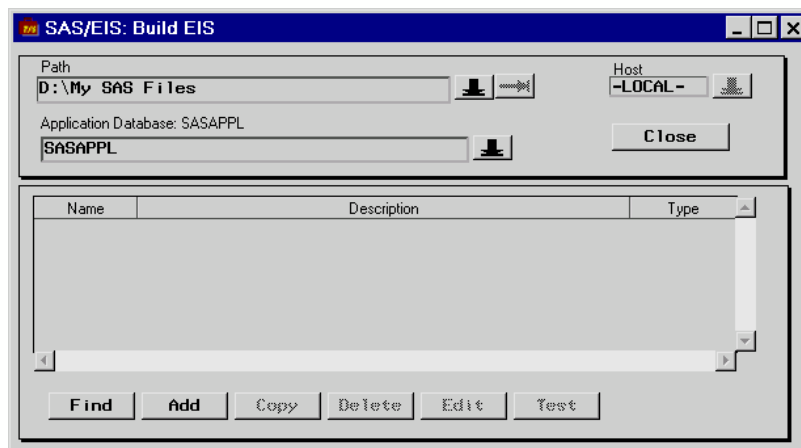 SAS/EIS: Build EIS
Path
D:\My SAS Files
Host
-LOCAL-
Application Database: SASAPPL
SASAPPL
Close
Name Description Type
Find Add Copy Delete Edit Test